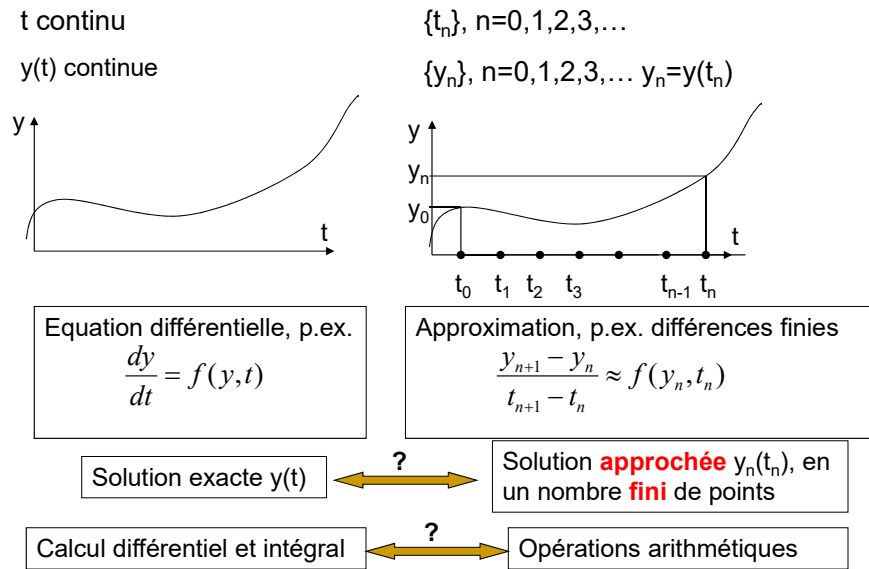 t continu
{tₙ}, n=0,1,2,3,…
y(t) continue
{yₙ}, n=0,1,2,3,… yₙ=y(tₙ)
y
t
y
yₙ
y₀
t
t₀ t₁ t₂ t₃ tₙ₋₁ tₙ
Equation différentielle, p.ex.
dy/dt = f(y,t)
Approximation, p.ex. différences finies
(yₙ₊₁ − yₙ)/(tₙ₊₁ − tₙ) ≈ f(yₙ,tₙ)
Solution exacte y(t)
?
Solution approchée yₙ(tₙ), en
un nombre fini de points
Calcul différentiel et intégral
?
Opérations arithmétiques